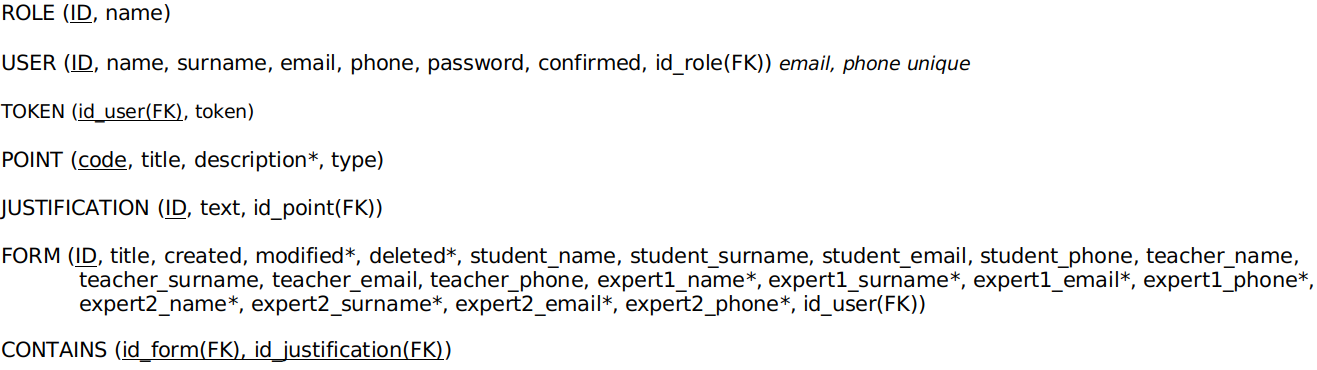 ROLE (ID, name)
USER (ID, name, surname, email, phone, password, confirmed, id_role(FK)) email, phone unique
TOKEN (id_user(FK), token)
POINT (code, title, description*, type)
JUSTIFICATION (ID, text, id_point(FK))
FORM (ID, title, created, modified*, deleted*, student_name, student_surname, student_email, student_phone, teacher_name,
teacher_surname, teacher_email, teacher_phone, expert1_name*, expert1_surname*, expert1_email*, expert1_phone*,
expert2_name*, expert2_surname*, expert2_email*, expert2_phone*, id_user(FK))
CONTAINS (id_form(FK), id_justification(FK))